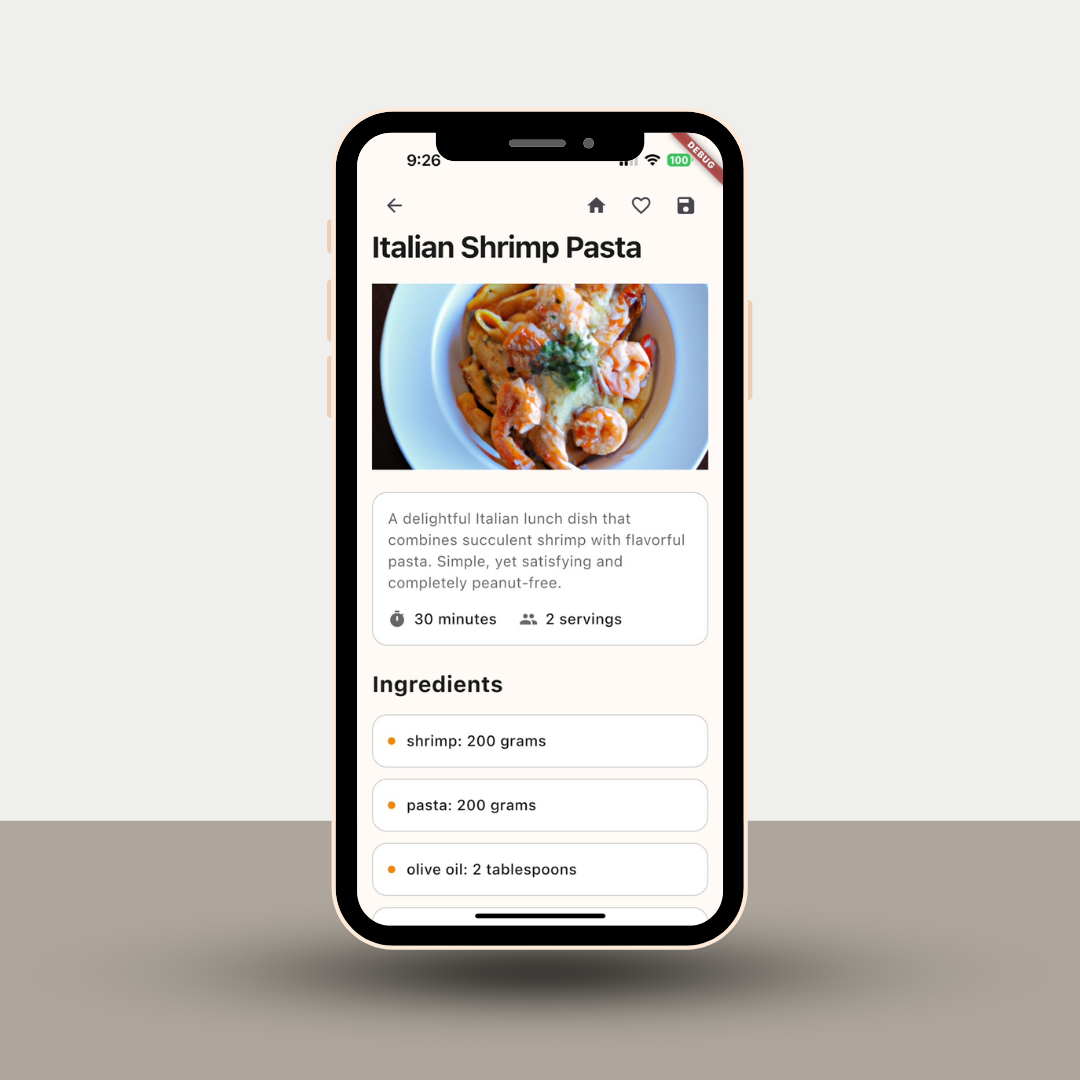 9:26
100
DEBUG
Italian Shrimp Pasta
A delightful Italian lunch dish that
combines succulent shrimp with flavorful
pasta. Simple, yet satisfying and
completely peanut-free.
30 minutes 2 servings
Ingredients
shrimp: 200 grams
pasta: 200 grams
olive oil: 2 tablespoons